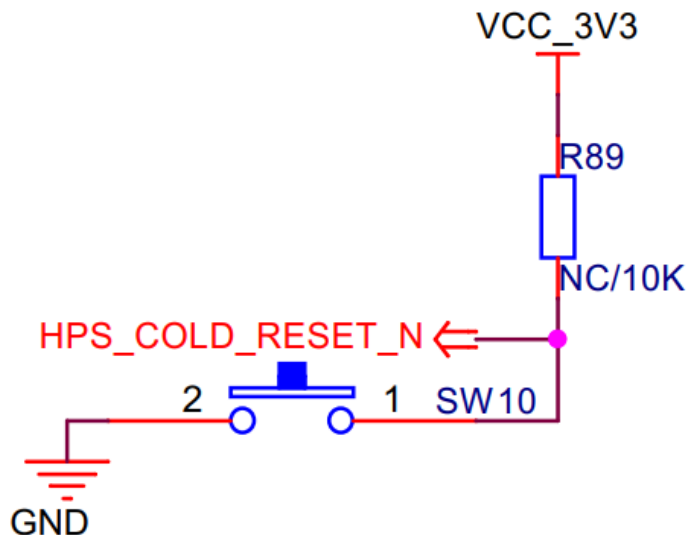 VCC_3V3
R89
NC/10K
HPS_COLD_RESET_N
2 1 SW10
GND